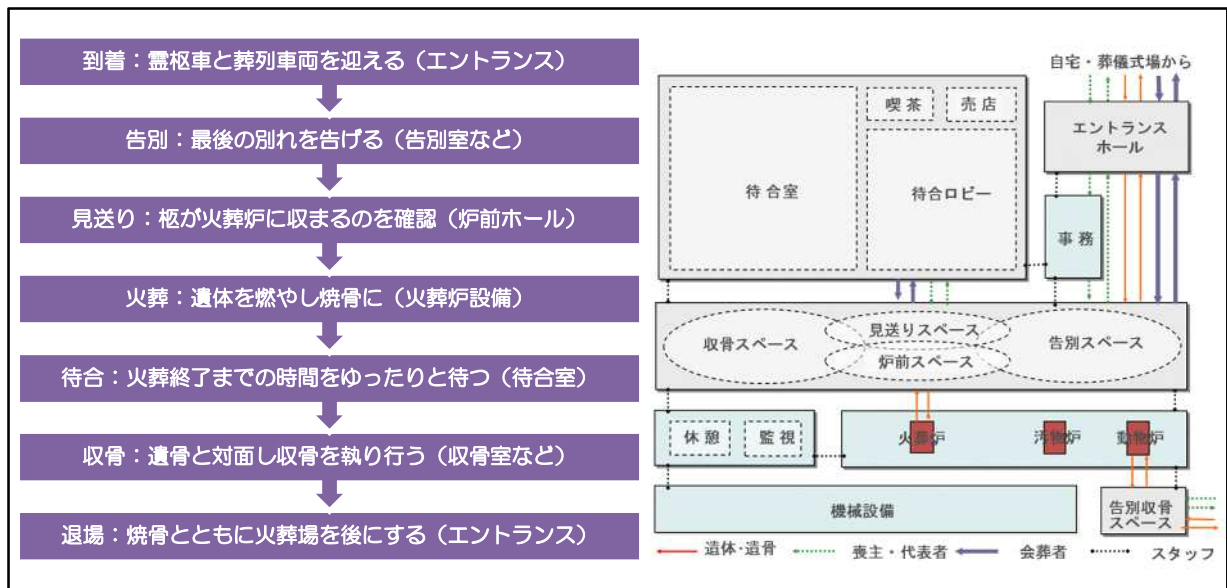 到着：霊柩車と葬列車両を迎える（エントランス）
告別：最後の別れを告げる（告別室など）
見送り：柩が火葬炉に収まるのを確認（炉前ホール）
火葬：遺体を燃やし焼骨に（火葬炉設備）
待合：火葬終了までの時間をゆったりと待つ（待合室）
収骨：遺骨と対面し収骨を執り行う（収骨室など）
退場：焼骨とともに火葬場を後にする（エントランス）
自宅・葬儀式場から
エントランス
ホール
喫茶
売店
待合室
待合ロビー
事務
収骨スペース
見送りスペース
炉前スペース
告別スペース
休憩
監視
火葬炉
汚物炉
動物炉
機械設備
告別収骨
スペース
遺体・遺骨
喪主・代表者
会葬者
スタッフ